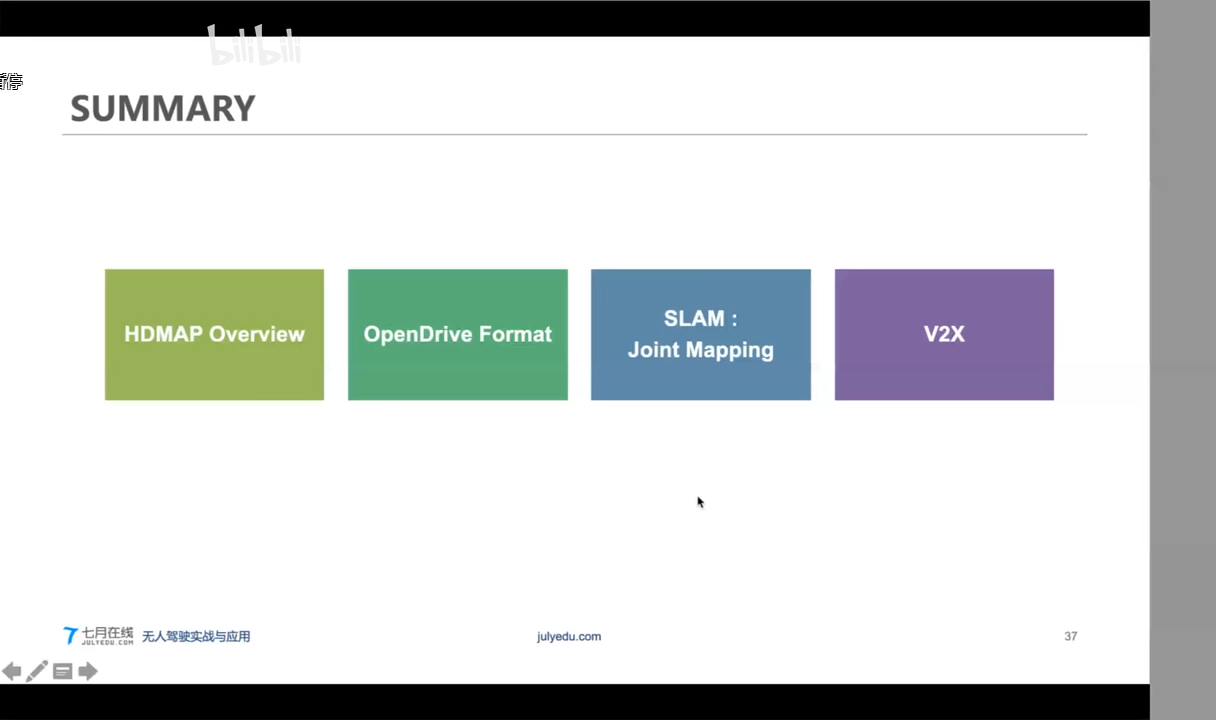 bilibili
暂停
SUMMARY
HDMAP Overview
OpenDrive Format
SLAM :
Joint Mapping
V2X
七月在线
JULYEDU.COM
无人驾驶实战与应用
julyedu.com
37